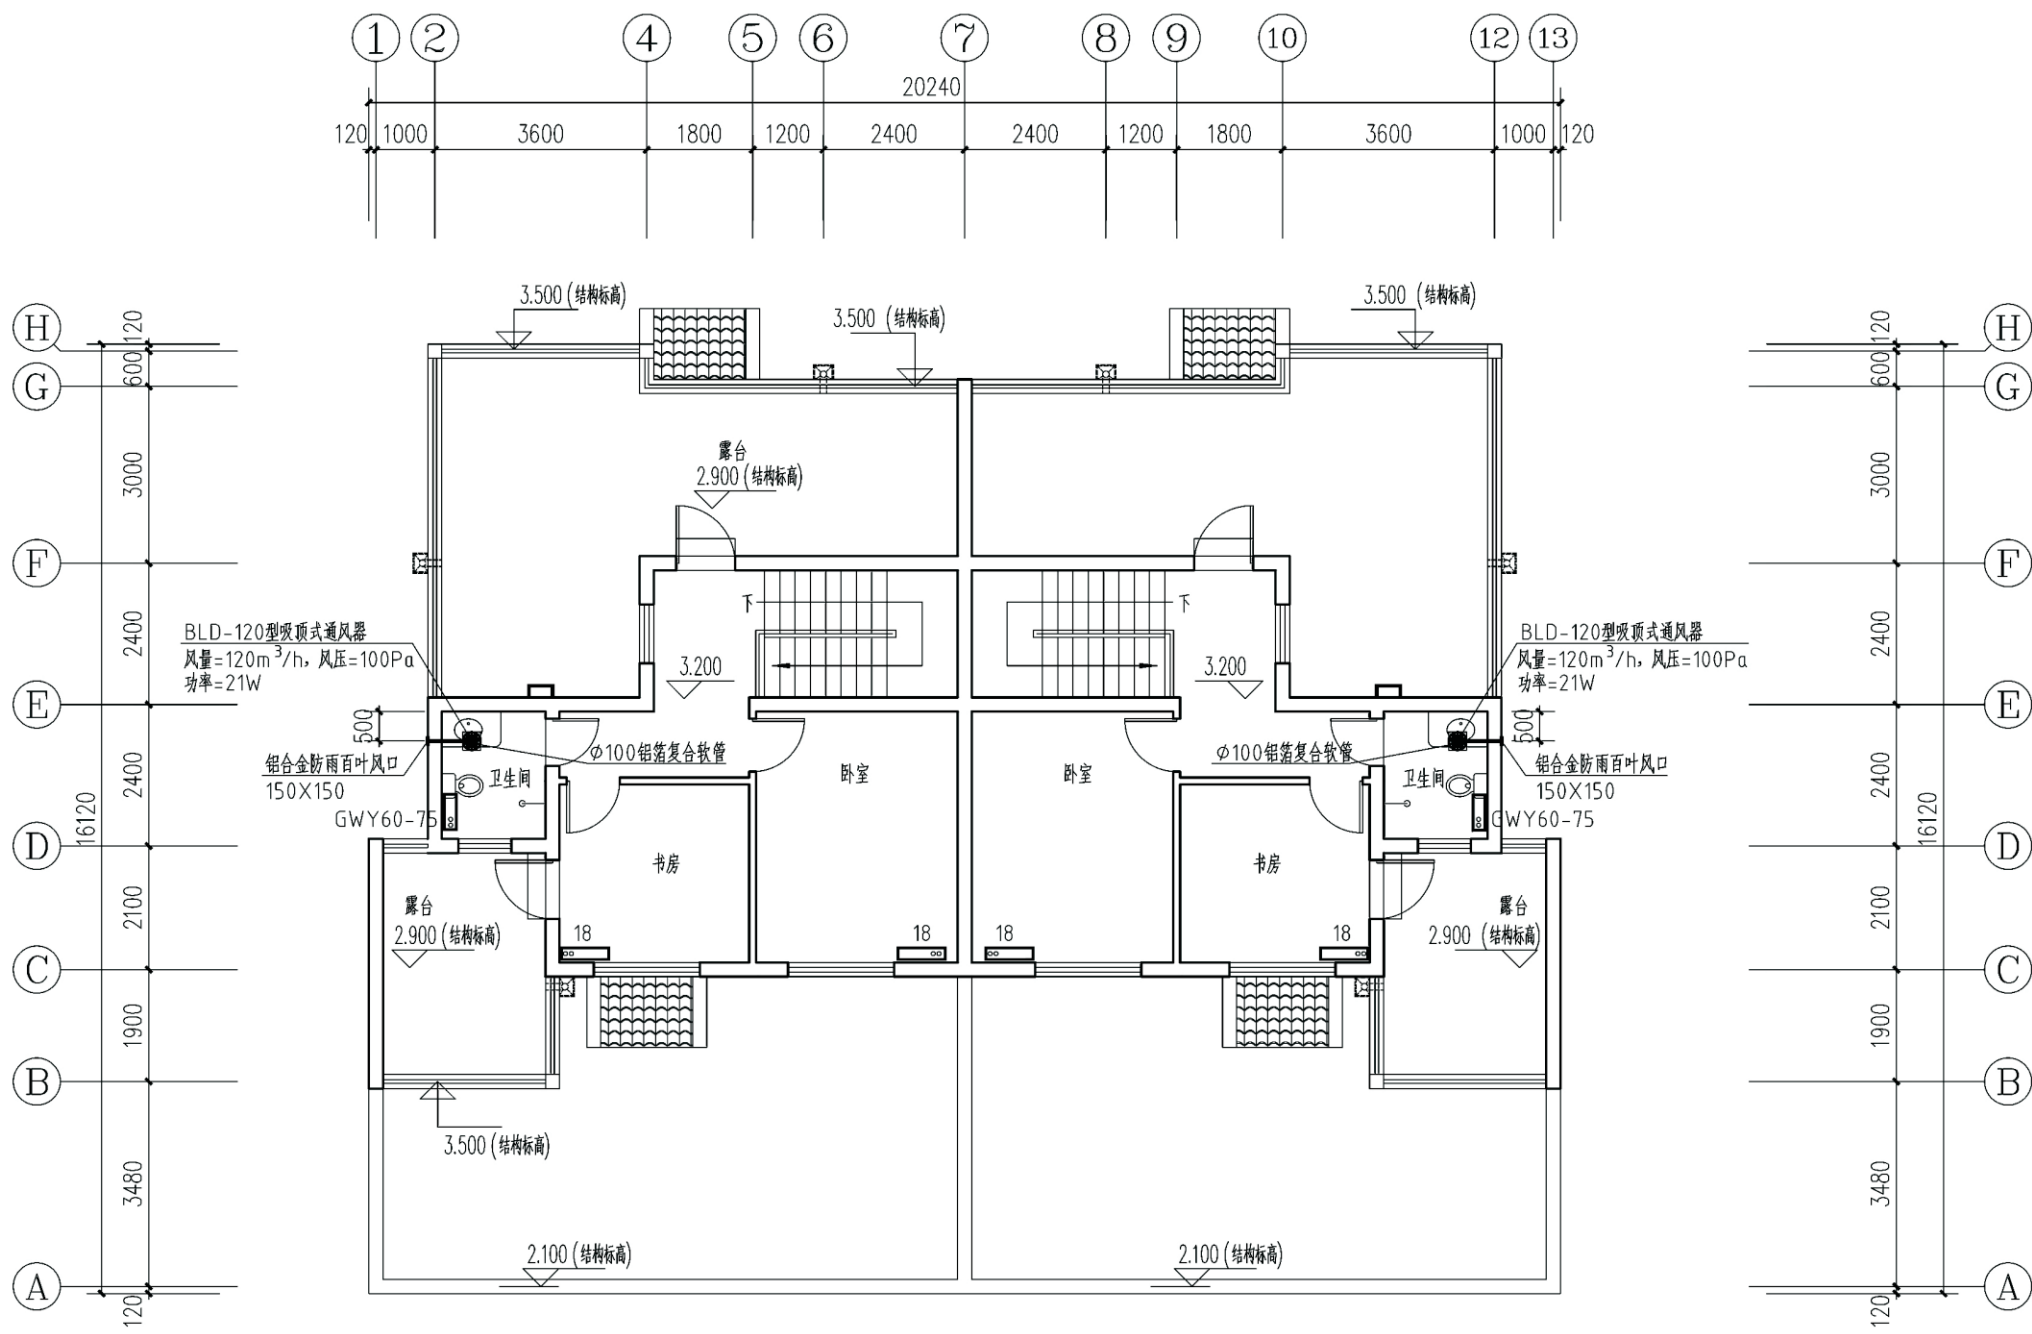 1 2 4 5 6 7 8 9 10 12 13
20240
120 1000 3600 1800 1200 2400 2400 1200 1800 3600 1000 120
3.500 (结构标高)
3.500 (结构标高)
3.500 (结构标高)
H
H
120
120
600
600
G
G
露台
2.900 (结构标高)
3000
3000
F
F
下
下
2400
2400
BLD-120型吸顶式通风器
风量=120m³/h, 风压=100Pa
功率=21W
BLD-120型吸顶式通风器
风量=120m³/h, 风压=100Pa
功率=21W
3.200
3.200
E
E
500
500
铝合金防雨百叶风口
150X150
φ100铝箔复合软管
φ100铝箔复合软管
铝合金防雨百叶风口
150X150
卫生间
卧室
卧室
卫生间
2400
2400
GWY60-75
GWY60-75
16120
16120
D
D
书房
书房
2100
2100
露台
2.900 (结构标高)
露台
2.900 (结构标高)
18
18
18
18
C
C
1900
1900
B
B
3.500 (结构标高)
3480
3480
2.100 (结构标高)
2.100 (结构标高)
A
A
120
120